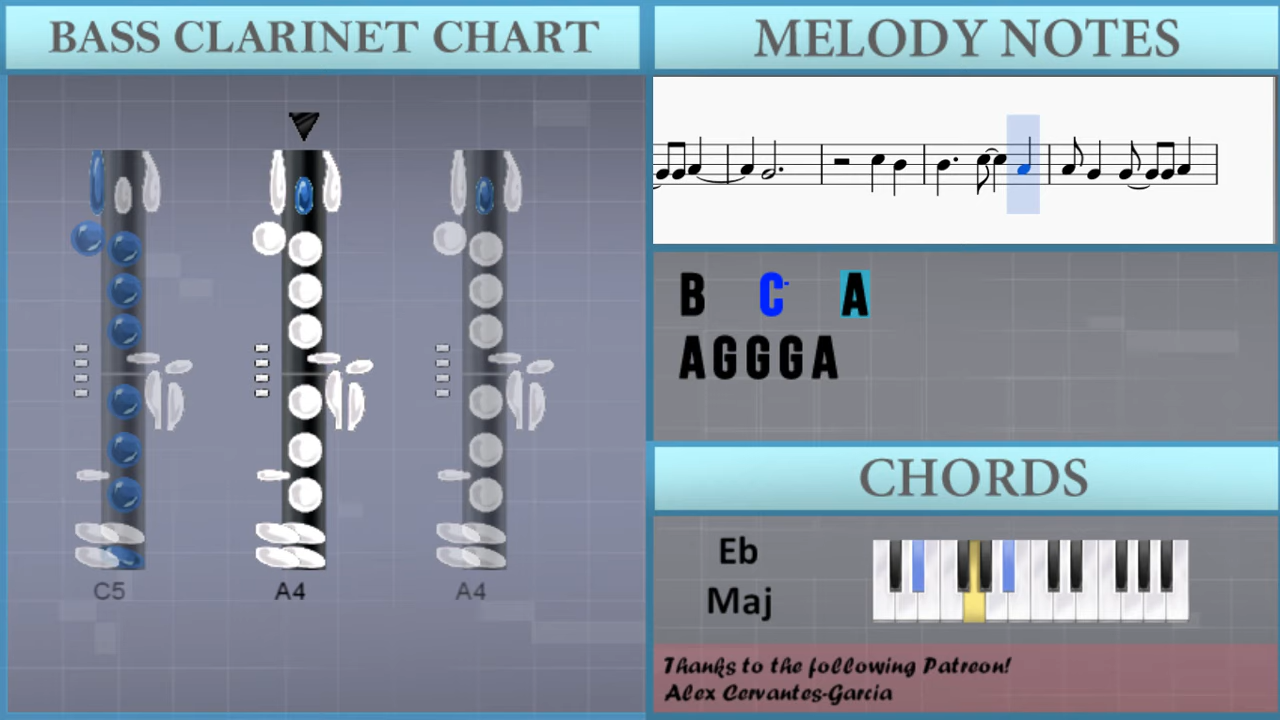 BASS CLARINET CHART
C5 A4 A4
MELODY NOTES
B C A
AGGGA
CHORDS
Eb
Maj
Thanks to the following Patreon!
Alex Cervantes-Garcia